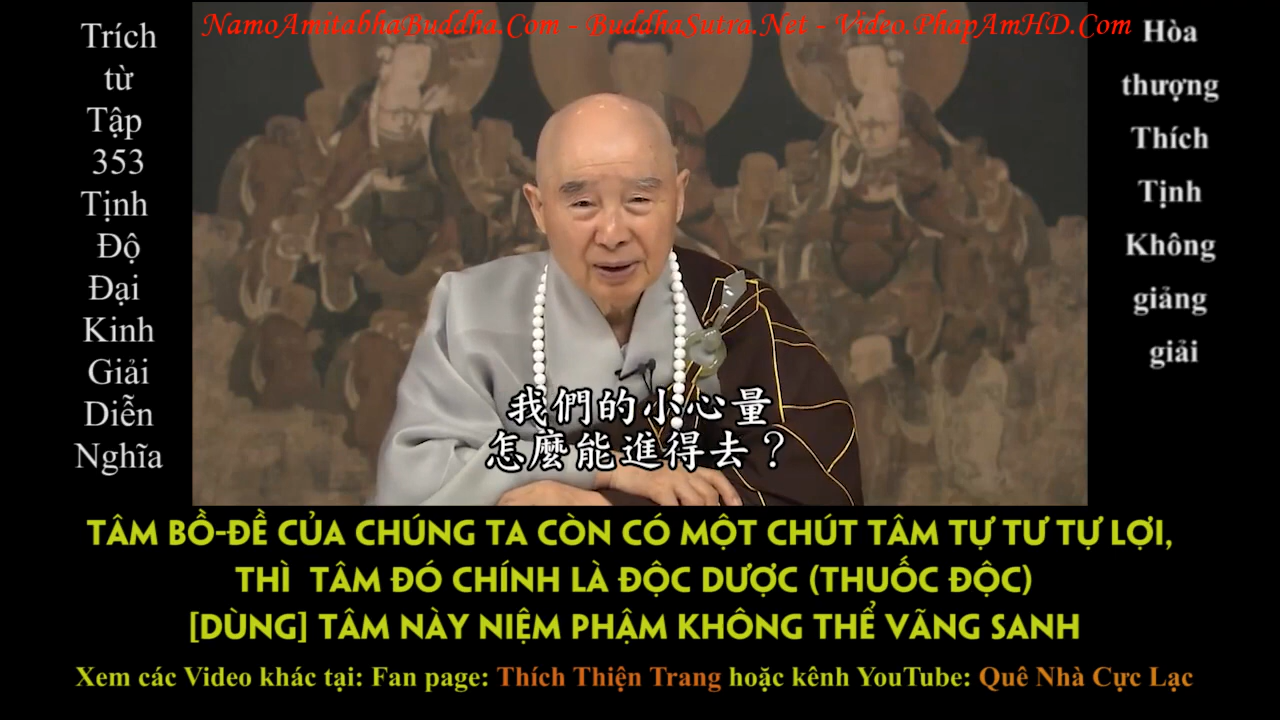 NamoAmitabhaBuddha.Com - BuddhaSutra.Net - Video.PhapAmHD.Com
Trích
từ
Tập
353
Tịnh
Độ
Đại
Kinh
Giải
Diễn
Nghĩa
Hòa
thượng
Thích
Tịnh
Không
giảng
giải
我們的小心量
怎麼能進得去？
TÂM BỒ-ĐỀ CỦA CHÚNG TA CÒN CÓ MỘT CHÚT TÂM TỰ TƯ TỰ LỢI,
THÌ TÂM ĐÓ CHÍNH LÀ ĐỘC DƯỢC (THUỐC ĐỘC)
[DÙNG] TÂM NÀY NIỆM PHẬM KHÔNG THỂ VÃNG SANH
Xem các Video khác tại: Fan page: Thích Thiện Trang hoặc kênh YouTube: Quê Nhà Cực Lạc